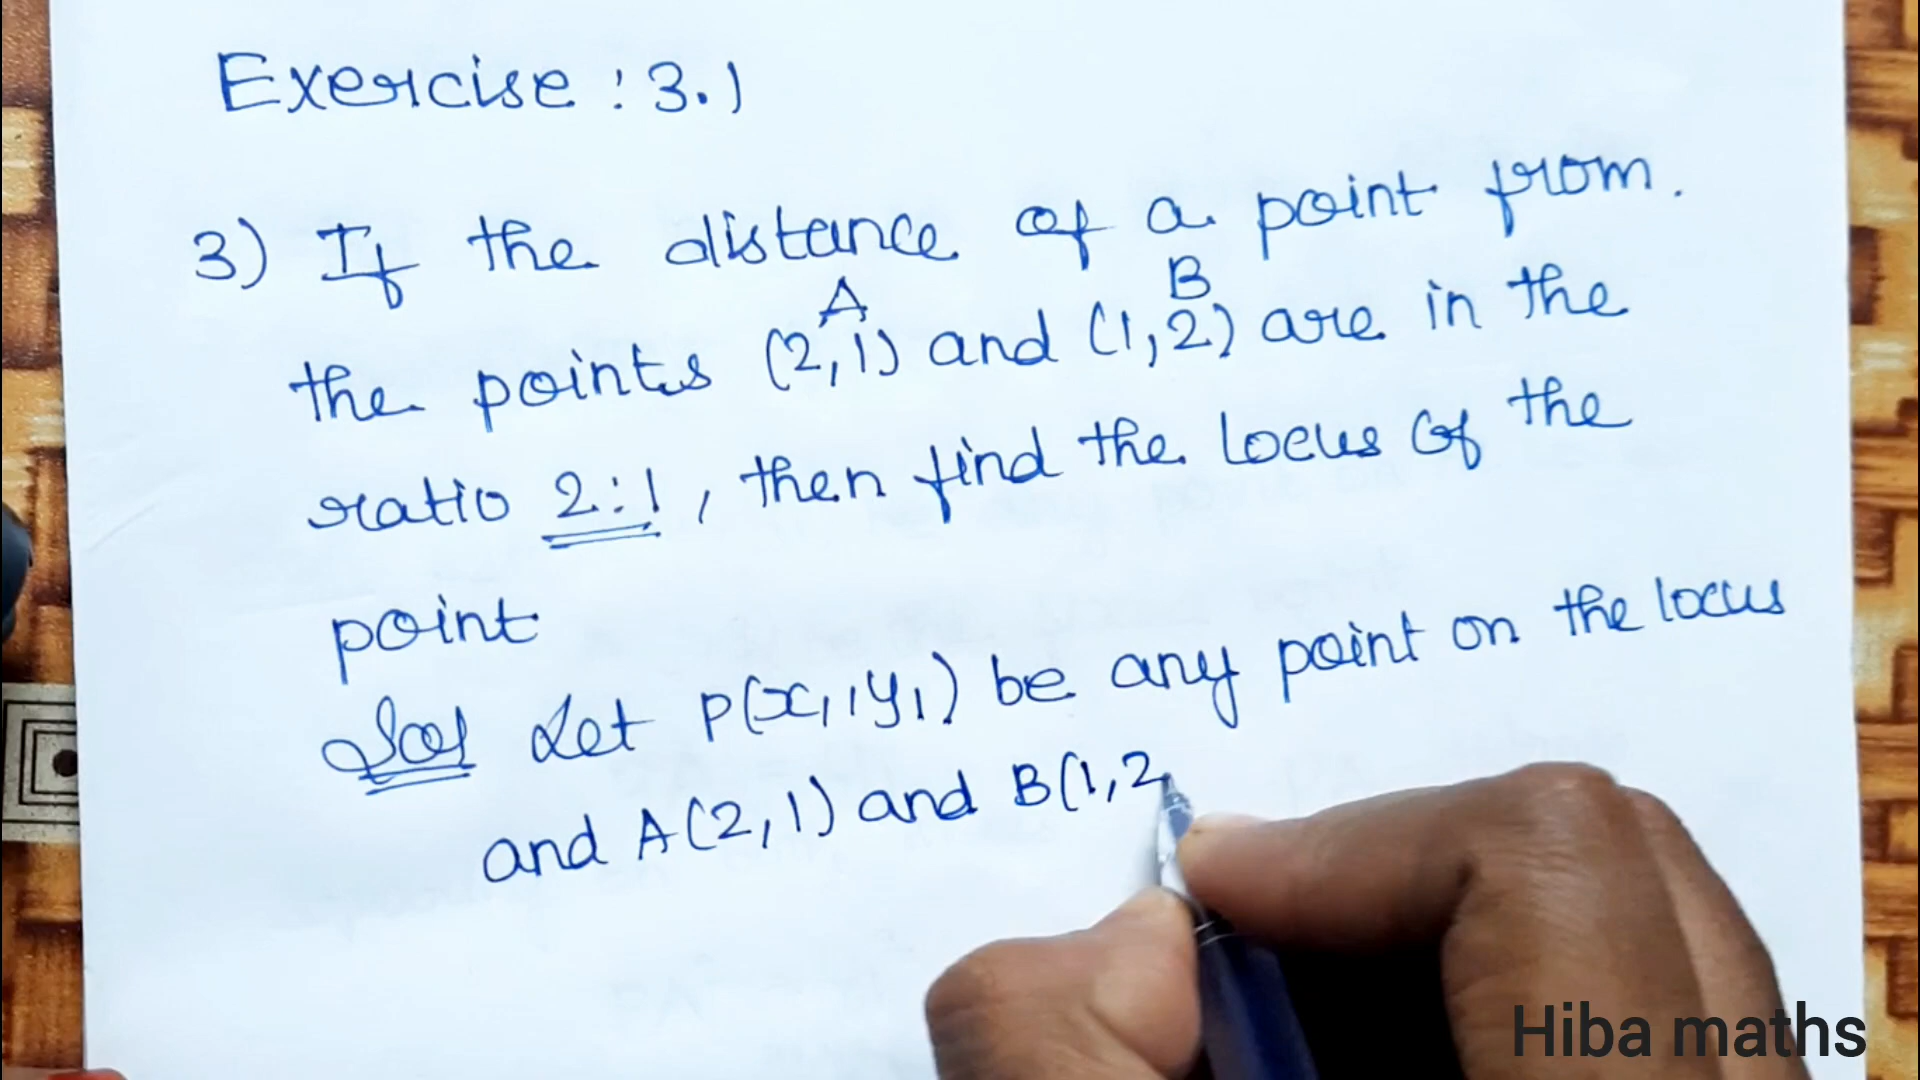 Exercise : 3.1
3) If the distance of a point from.
A B
the points (2,1) and (1,2) are in the
ratio 2:1, then find the locus of the
point
Sol Let P(x₁,y₁) be any point on the locus
and A(2,1) and B(1,2
Hiba maths